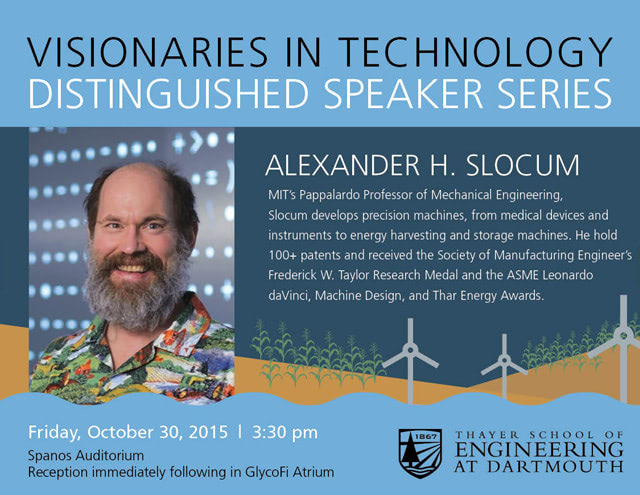 VISIONARIES IN TECHNOLOGY
DISTINGUISHED SPEAKER SERIES
ALEXANDER H. SLOCUM
MIT's Pappalardo Professor of Mechanical Engineering,
Slocum develops precision machines, from medical devices and
instruments to energy harvesting and storage machines. He hold
100+ patents and received the Society of Manufacturing Engineer's
Frederick W. Taylor Research Medal and the ASME Leonardo
daVinci, Machine Design, and Thar Energy Awards.
Friday, October 30, 2015 | 3:30 pm
Spanos Auditorium
Reception immediately following in GlycoFi Atrium
1867
THAYER SCHOOL OF
ENGINEERING
AT DARTMOUTH